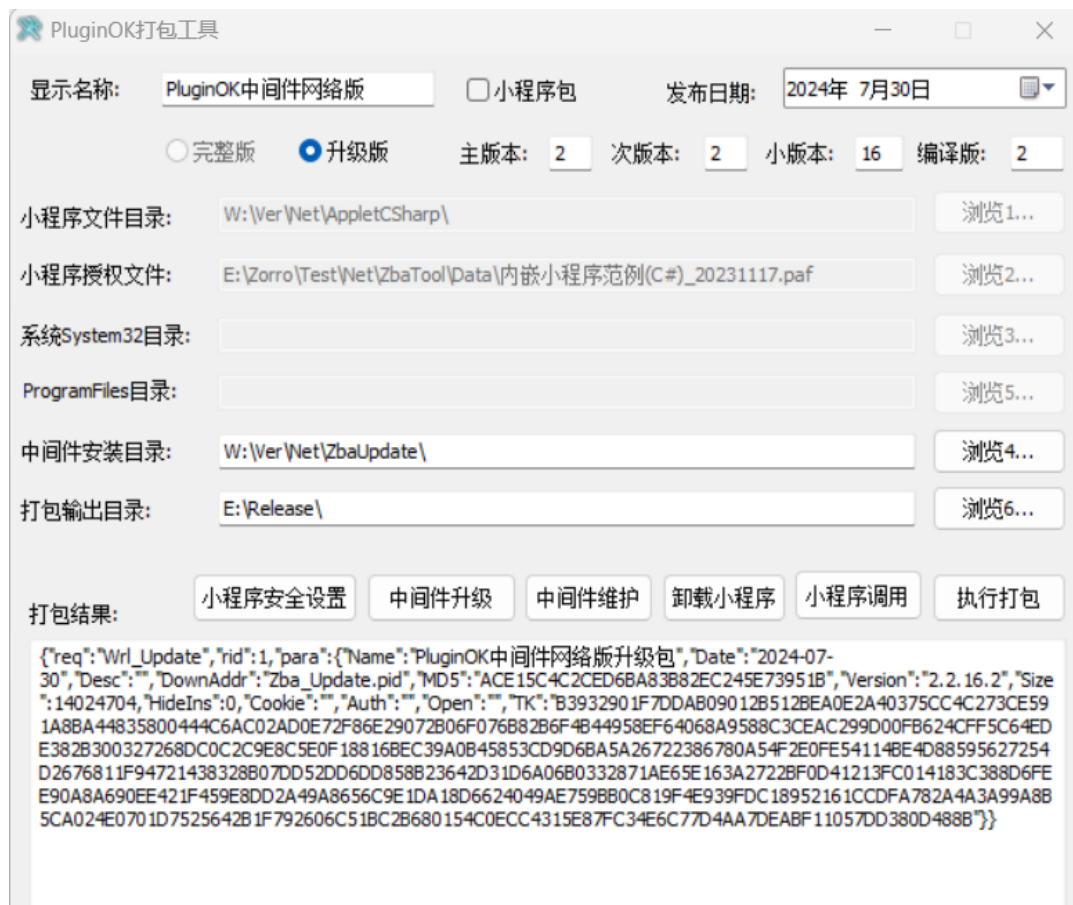 PluginOK打包工具
显示名称: PluginOK中间件网络版 小程序包 发布日期: 2024年 7月30日
完整版 升级版 主版本: 2 次版本: 2 小版本: 16 编译版: 2
小程序文件目录: W:\Ver\Net\AppletCSharp\ 浏览1...
小程序授权文件: E:\Zorro\Test\Net\ZbaTool\Data\内嵌小程序范例(C#)_20231117.paf 浏览2...
系统System32目录: 浏览3...
ProgramFiles目录: 浏览5...
中间件安装目录: W:\Ver\Net\ZbaUpdate\ 浏览4...
打包输出目录: E:\Release\ 浏览6...
打包结果: 小程序安全设置 中间件升级 中间件维护 卸载小程序 小程序调用 执行打包
{"req":"Wrl_Update","rid":1,"para":{"Name":"PluginOK中间件网络版升级包","Date":"2024-07-
30","Desc":"","DownAddr":"Zba_Update.pid","MD5":"ACE15C4C2CED6BA83B82EC245E73951B","Version":"2.2.16.2","Size
":14024704,"HideIns":0,"Cookie":"","Auth":"","Open":"","TK":"B3932901F7DDAB09012B512BEA0E2A40375CC4C273CE59
1A8BA44835800444C6AC02AD0E72F86E29072B06F076B82B6F4B44958EF64068A9588C3CEAC299D00FB624CFF5C64ED
E382B300327268DC0C2C9E8C5E0F18816BEC39A0B45853CD9D6BA5A26722386780A54F2E0FE54114BE4D88595627254
D2676811F94721438328B07DD52DD6DD858B23642D31D6A06B0332871AE65E163A2722BF0D41213FC014183C388D6FE
E90A8A690EE421F459E8DD2A49A8656C9E1DA18D6624049AE759BB0C819F4E939FDC18952161CCDFA782A4A3A99A8B
5CA024E0701D7525642B1F792606C51BC2B680154C0ECC4315E87FC34E6C77D4AA7DEABF11057DD380D488B"}}